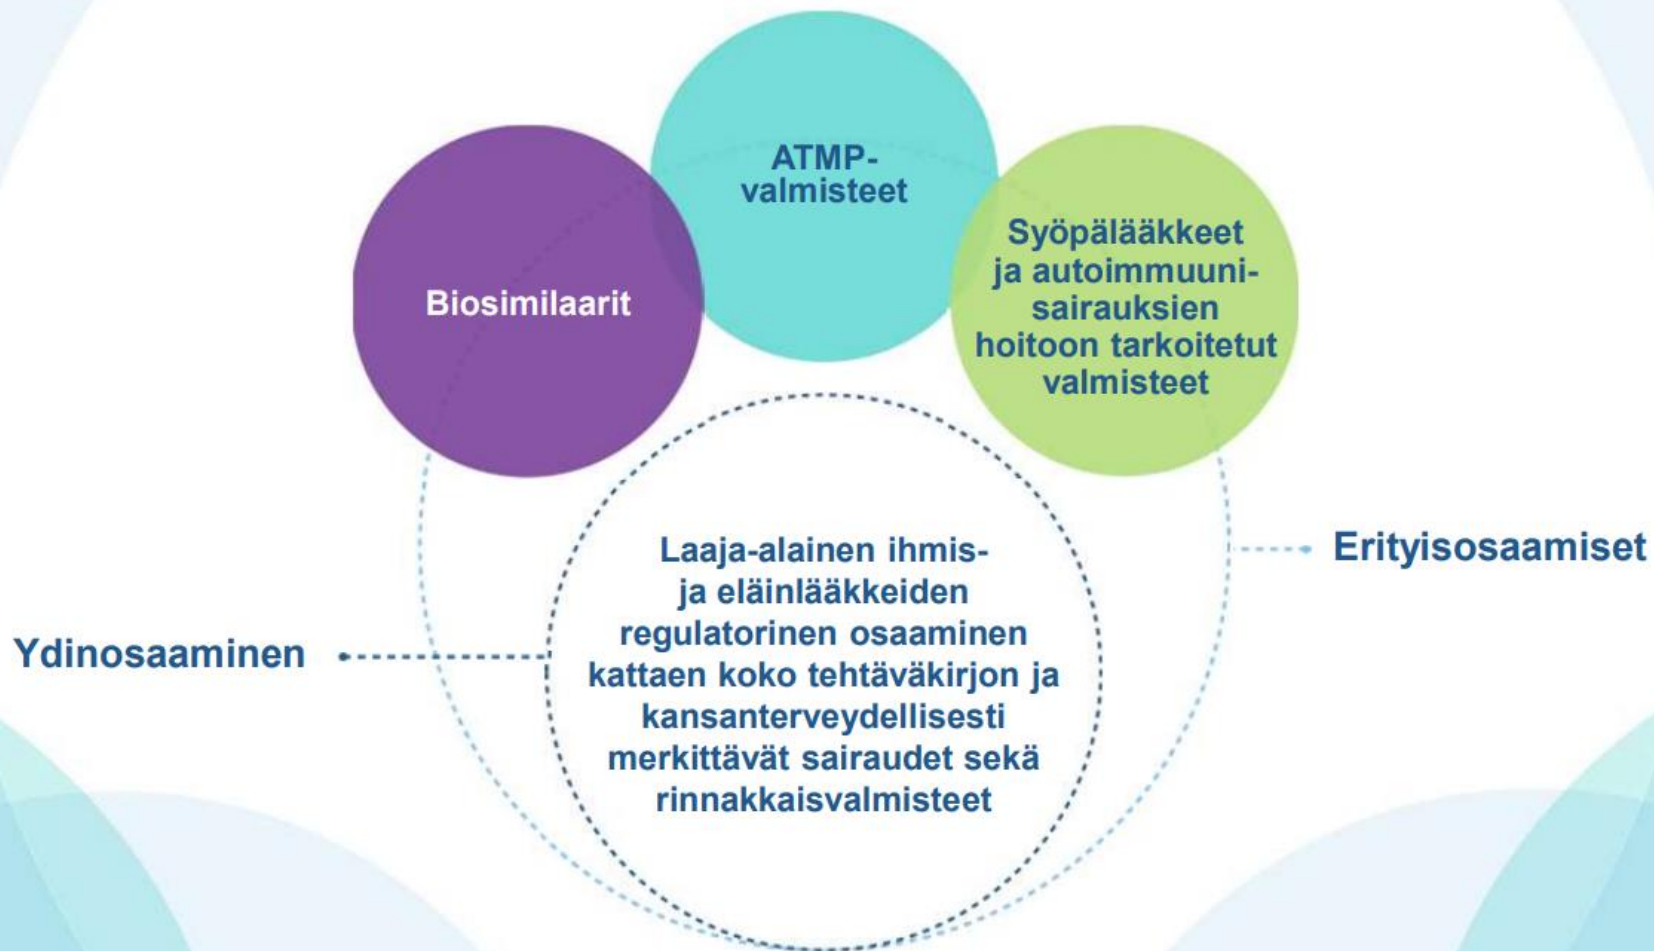 ATMP-
valmisteet
Biosimilaarit
Syöpälääkkeet
ja autoimmuuni-
sairauksien
hoitoon tarkoitetut
valmisteet
Laaja-alainen ihmis-
ja eläinlääkkeiden
regulatorinen osaaminen
kattaen koko tehtäväkirjon ja
kansanterveydellisesti
merkittävät sairaudet sekä
rinnakkaisvalmisteet
Erityisosaamiset
Ydinosaaminen